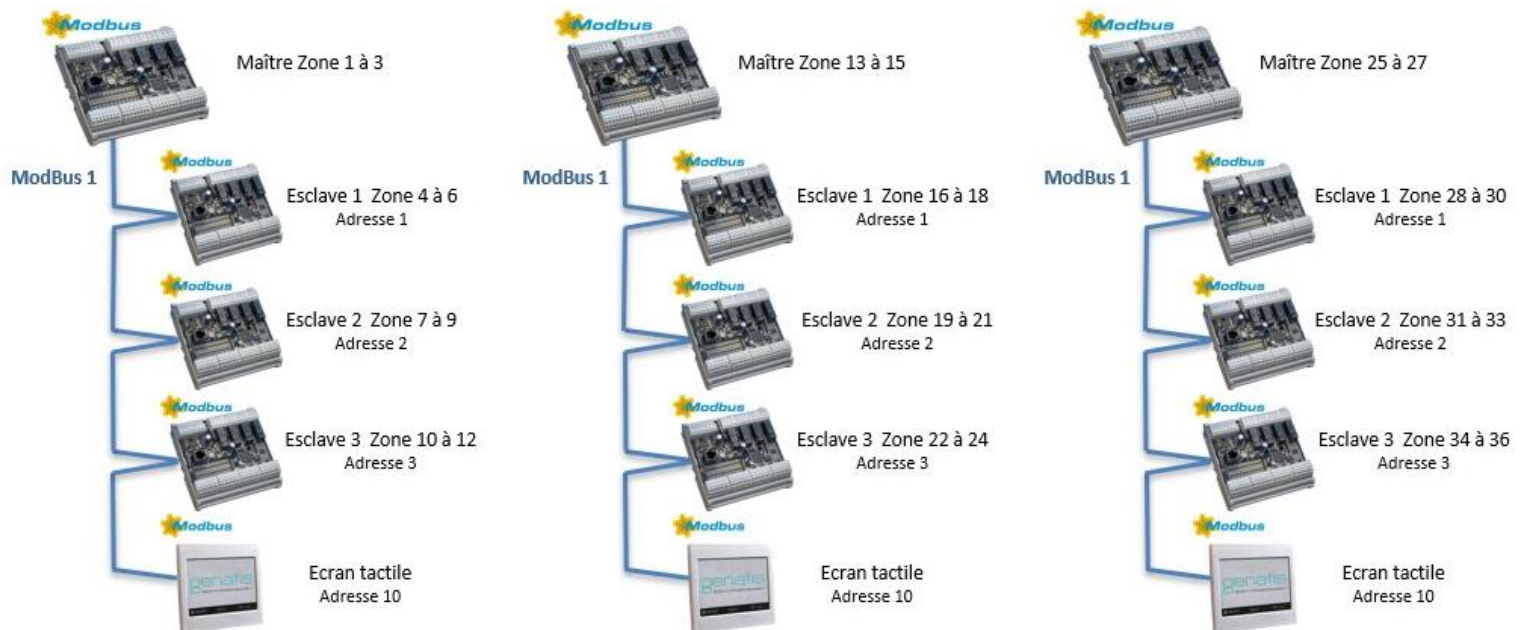 Modbus
Maître Zone 1 à 3
ModBus 1
Modbus
Esclave 1 Zone 4 à 6
Adresse 1
Modbus
Esclave 2 Zone 7 à 9
Adresse 2
Modbus
Esclave 3 Zone 10 à 12
Adresse 3
Modbus
genatis
Ecran tactile
Adresse 10
Modbus
Maître Zone 13 à 15
ModBus 1
Modbus
Esclave 1 Zone 16 à 18
Adresse 1
Modbus
Esclave 2 Zone 19 à 21
Adresse 2
Modbus
Esclave 3 Zone 22 à 24
Adresse 3
Modbus
genatis
Ecran tactile
Adresse 10
Modbus
Maître Zone 25 à 27
ModBus 1
Modbus
Esclave 1 Zone 28 à 30
Adresse 1
Modbus
Esclave 2 Zone 31 à 33
Adresse 2
Modbus
Esclave 3 Zone 34 à 36
Adresse 3
Modbus
genatis
Ecran tactile
Adresse 10